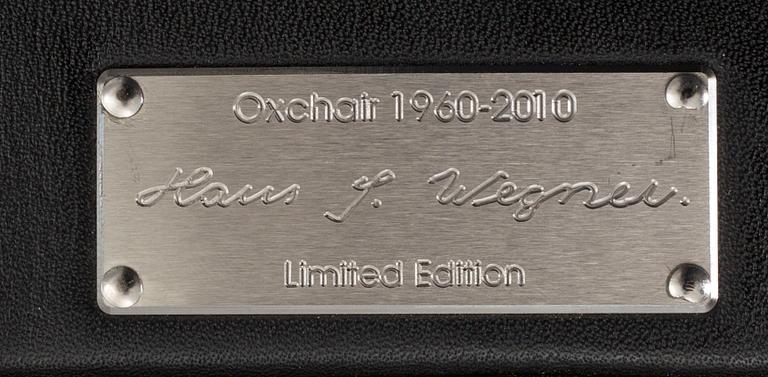 Oxchair 1960-2010
Hans J. Wegner.
Limited Edition